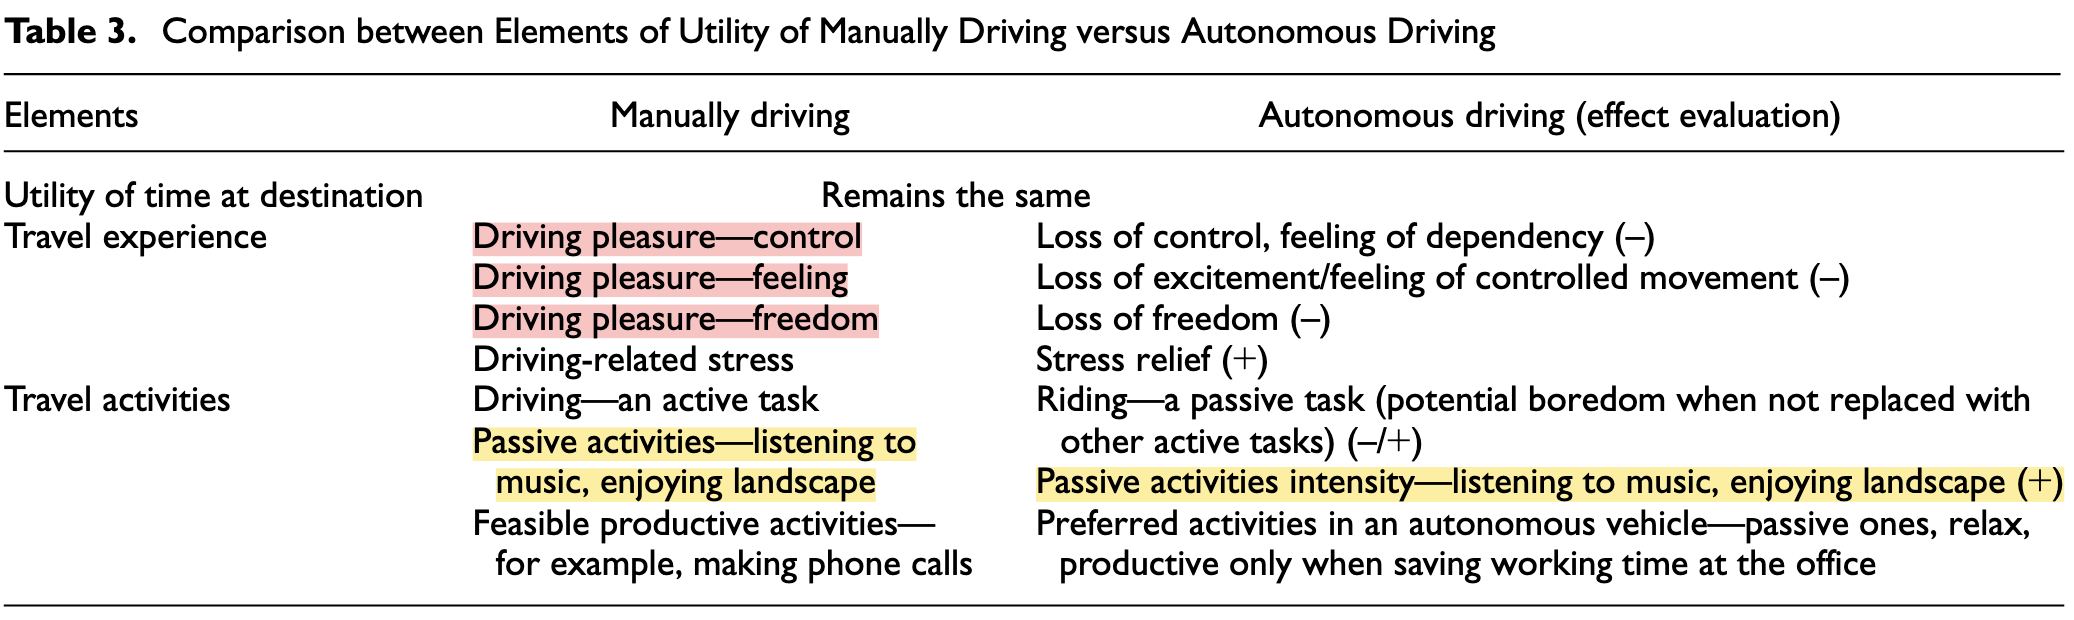 Table 3. Comparison between Elements of Utility of Manually Driving versus Autonomous Driving
Elements Manually driving Autonomous driving (effect evaluation)
Utility of time at destination Remains the same
Travel experience Driving pleasure—control Loss of control, feeling of dependency (–)
Driving pleasure—feeling Loss of excitement/feeling of controlled movement (–)
Driving pleasure—freedom Loss of freedom (–)
Driving-related stress Stress relief (+)
Travel activities Driving—an active task Riding—a passive task (potential boredom when not replaced with
Passive activities—listening to other active tasks) (–/+)
music, enjoying landscape Passive activities intensity—listening to music, enjoying landscape (+)
Feasible productive activities— Preferred activities in an autonomous vehicle—passive ones, relax,
for example, making phone calls productive only when saving working time at the office